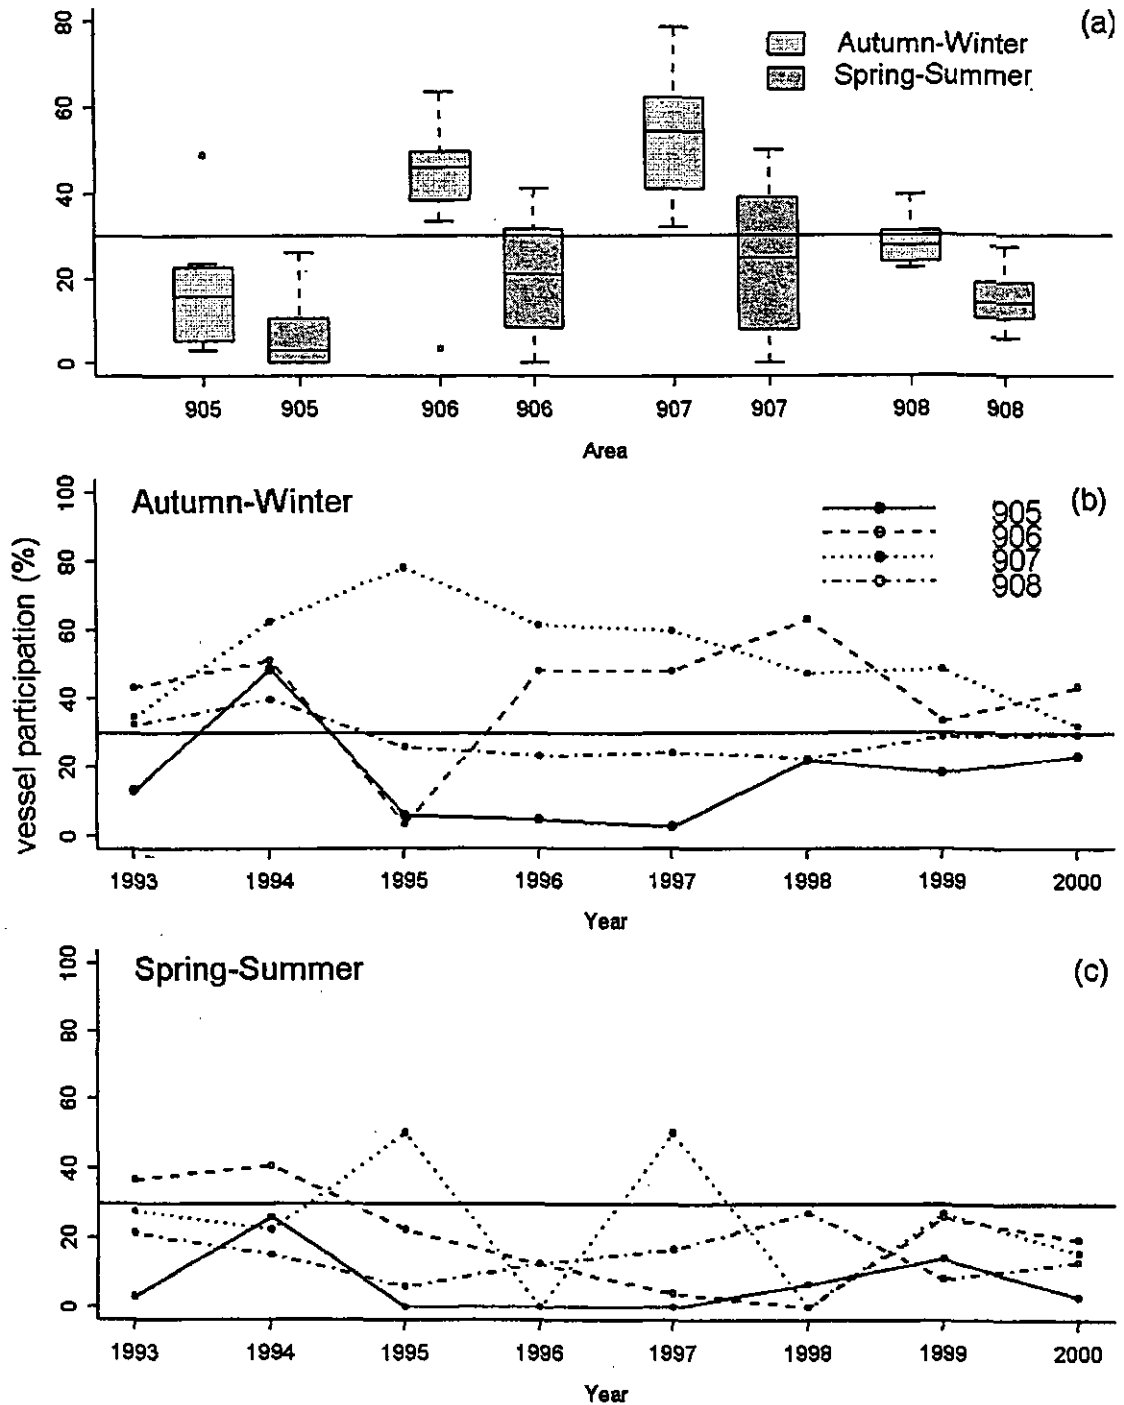 (a)
80
60
40
20
0
Autumn-Winter
Spring-Summer
905 905 906 906 907 907 908 908
Area
vessel participation (%)
Autumn-Winter
(b)
100
80
60
40
20
0
905
906
907
908
1993 1994 1995 1996 1997 1998 1999 2000
Year
Spring-Summer
(c)
100
80
60
40
20
0
1993 1994 1995 1996 1997 1998 1999 2000
Year